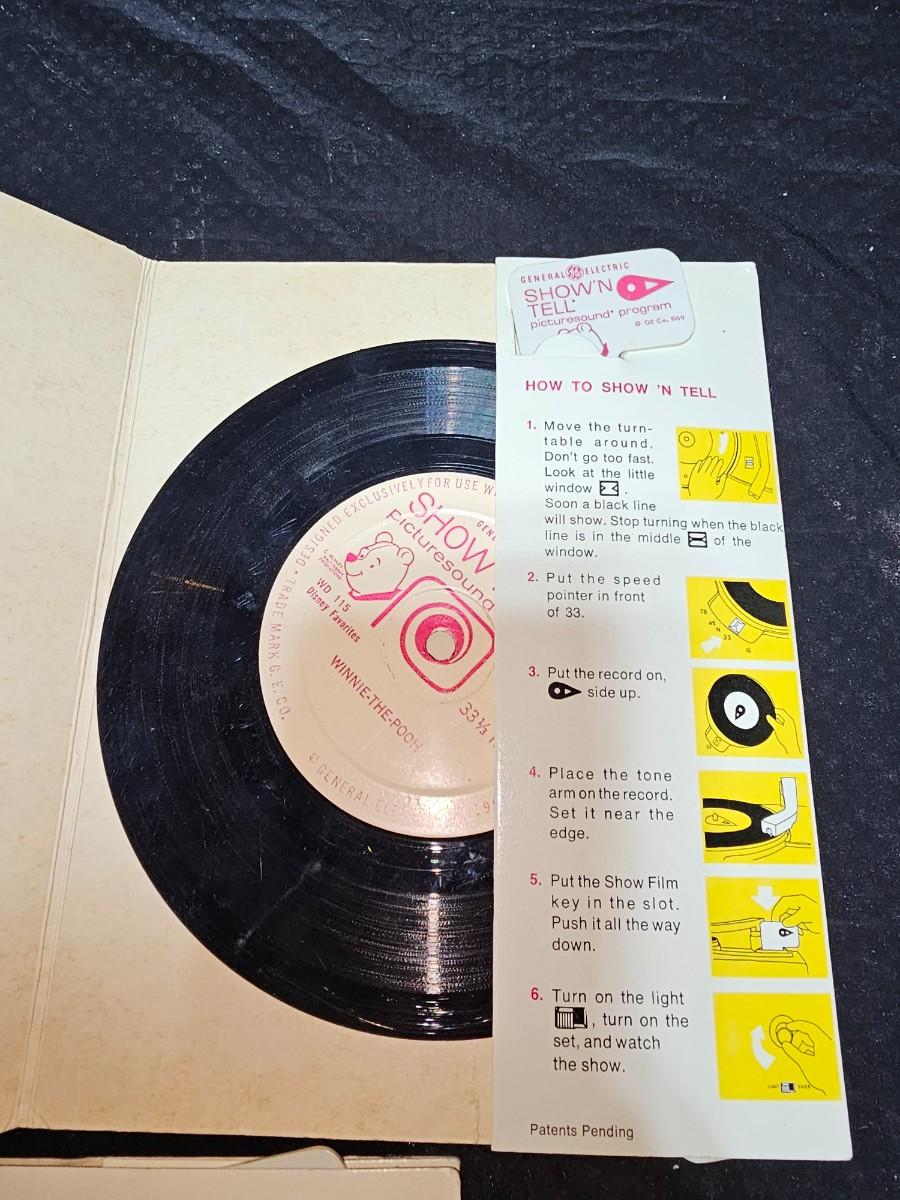 GENERAL GE ELECTRIC
SHOW'N
TELL®
picturesound® program
© GE Co. 1964
HOW TO SHOW 'N TELL
1. Move the turn-
table around.
Don't go too fast.
Look at the little
window .
Soon a black line
will show. Stop turning when the black
line is in the middle of the
window.
2. Put the speed
pointer in front
of 33.
78
45
N
33
16
3. Put the record on,
side up.
4. Place the tone
arm on the record.
Set it near the
edge.
5. Put the Show Film
key in the slot.
Push it all the way
down.
6. Turn on the light
, turn on the
set, and watch
the show.
LIGHT
Patents Pending
• TRADE MARK G. E. CO.
• DESIGNED EXCLUSIVELY FOR USE W
GEN
SHOW
picturesound
WD 115
Disney Favorites
WINNIE-THE-POOH
33⅓
© GENERAL